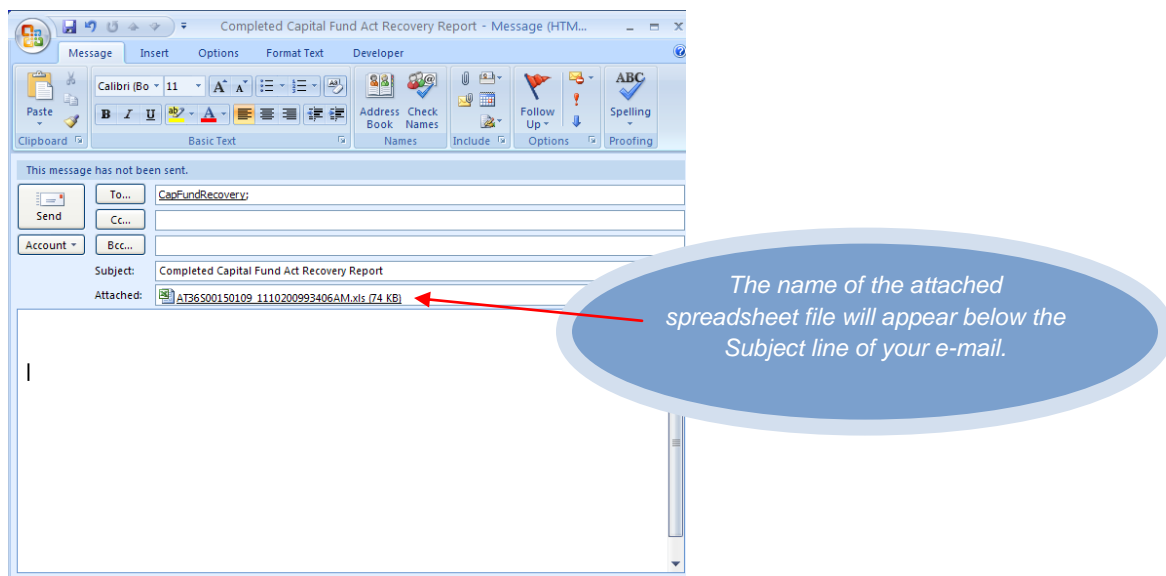 Completed Capital Fund Act Recovery Report - Message (HTM...
Message Insert Options Format Text Developer
Paste
Clipboard
Calibri (Bo 11
B I U
Basic Text
Address Book
Check Names
Names
Include
Follow Up
Options
ABC
Spelling
Proofing
This message has not been sent.
Send
Account
To... CapFundRecovery;
Cc...
Bcc...
Subject: Completed Capital Fund Act Recovery Report
Attached: AT36S00150109_1110200993406AM.xls (74 KB)
The name of the attached
spreadsheet file will appear below the
Subject line of your e-mail.